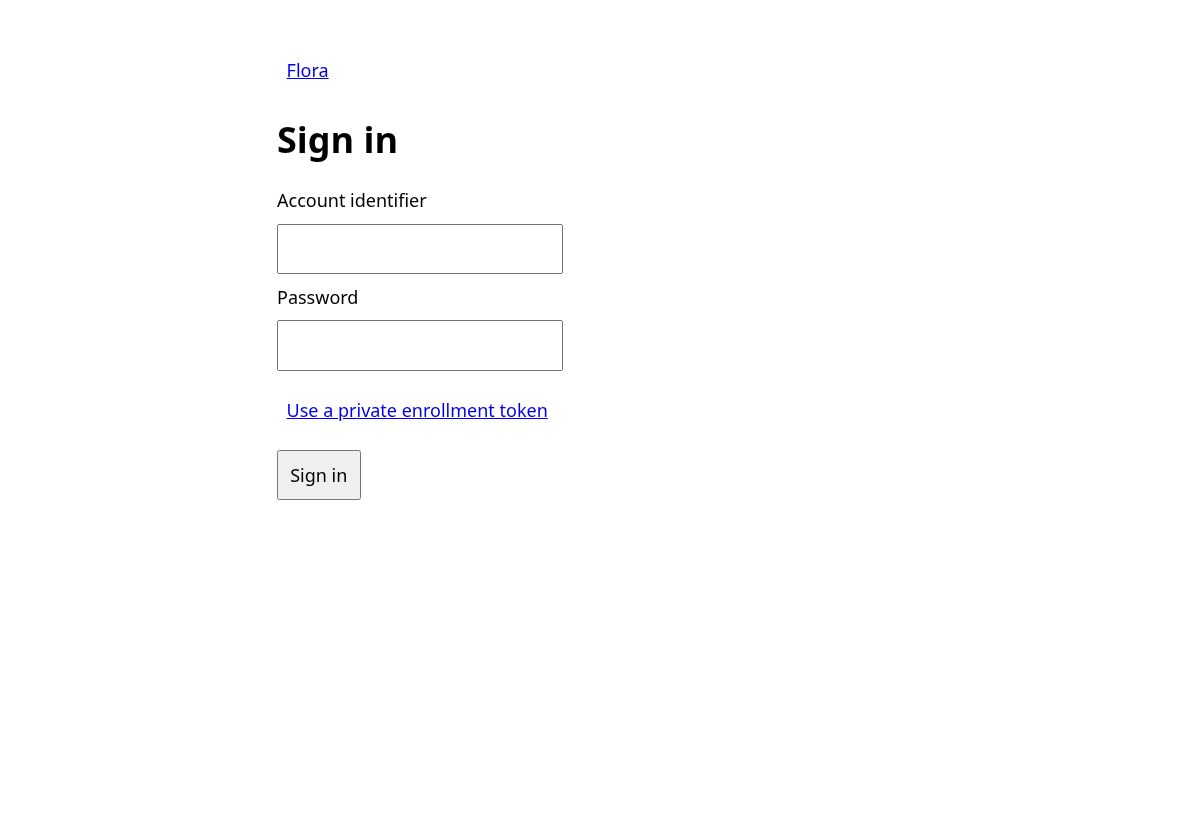 Flora
Sign in
Account identifier
Password
Use a private enrollment token
Sign in